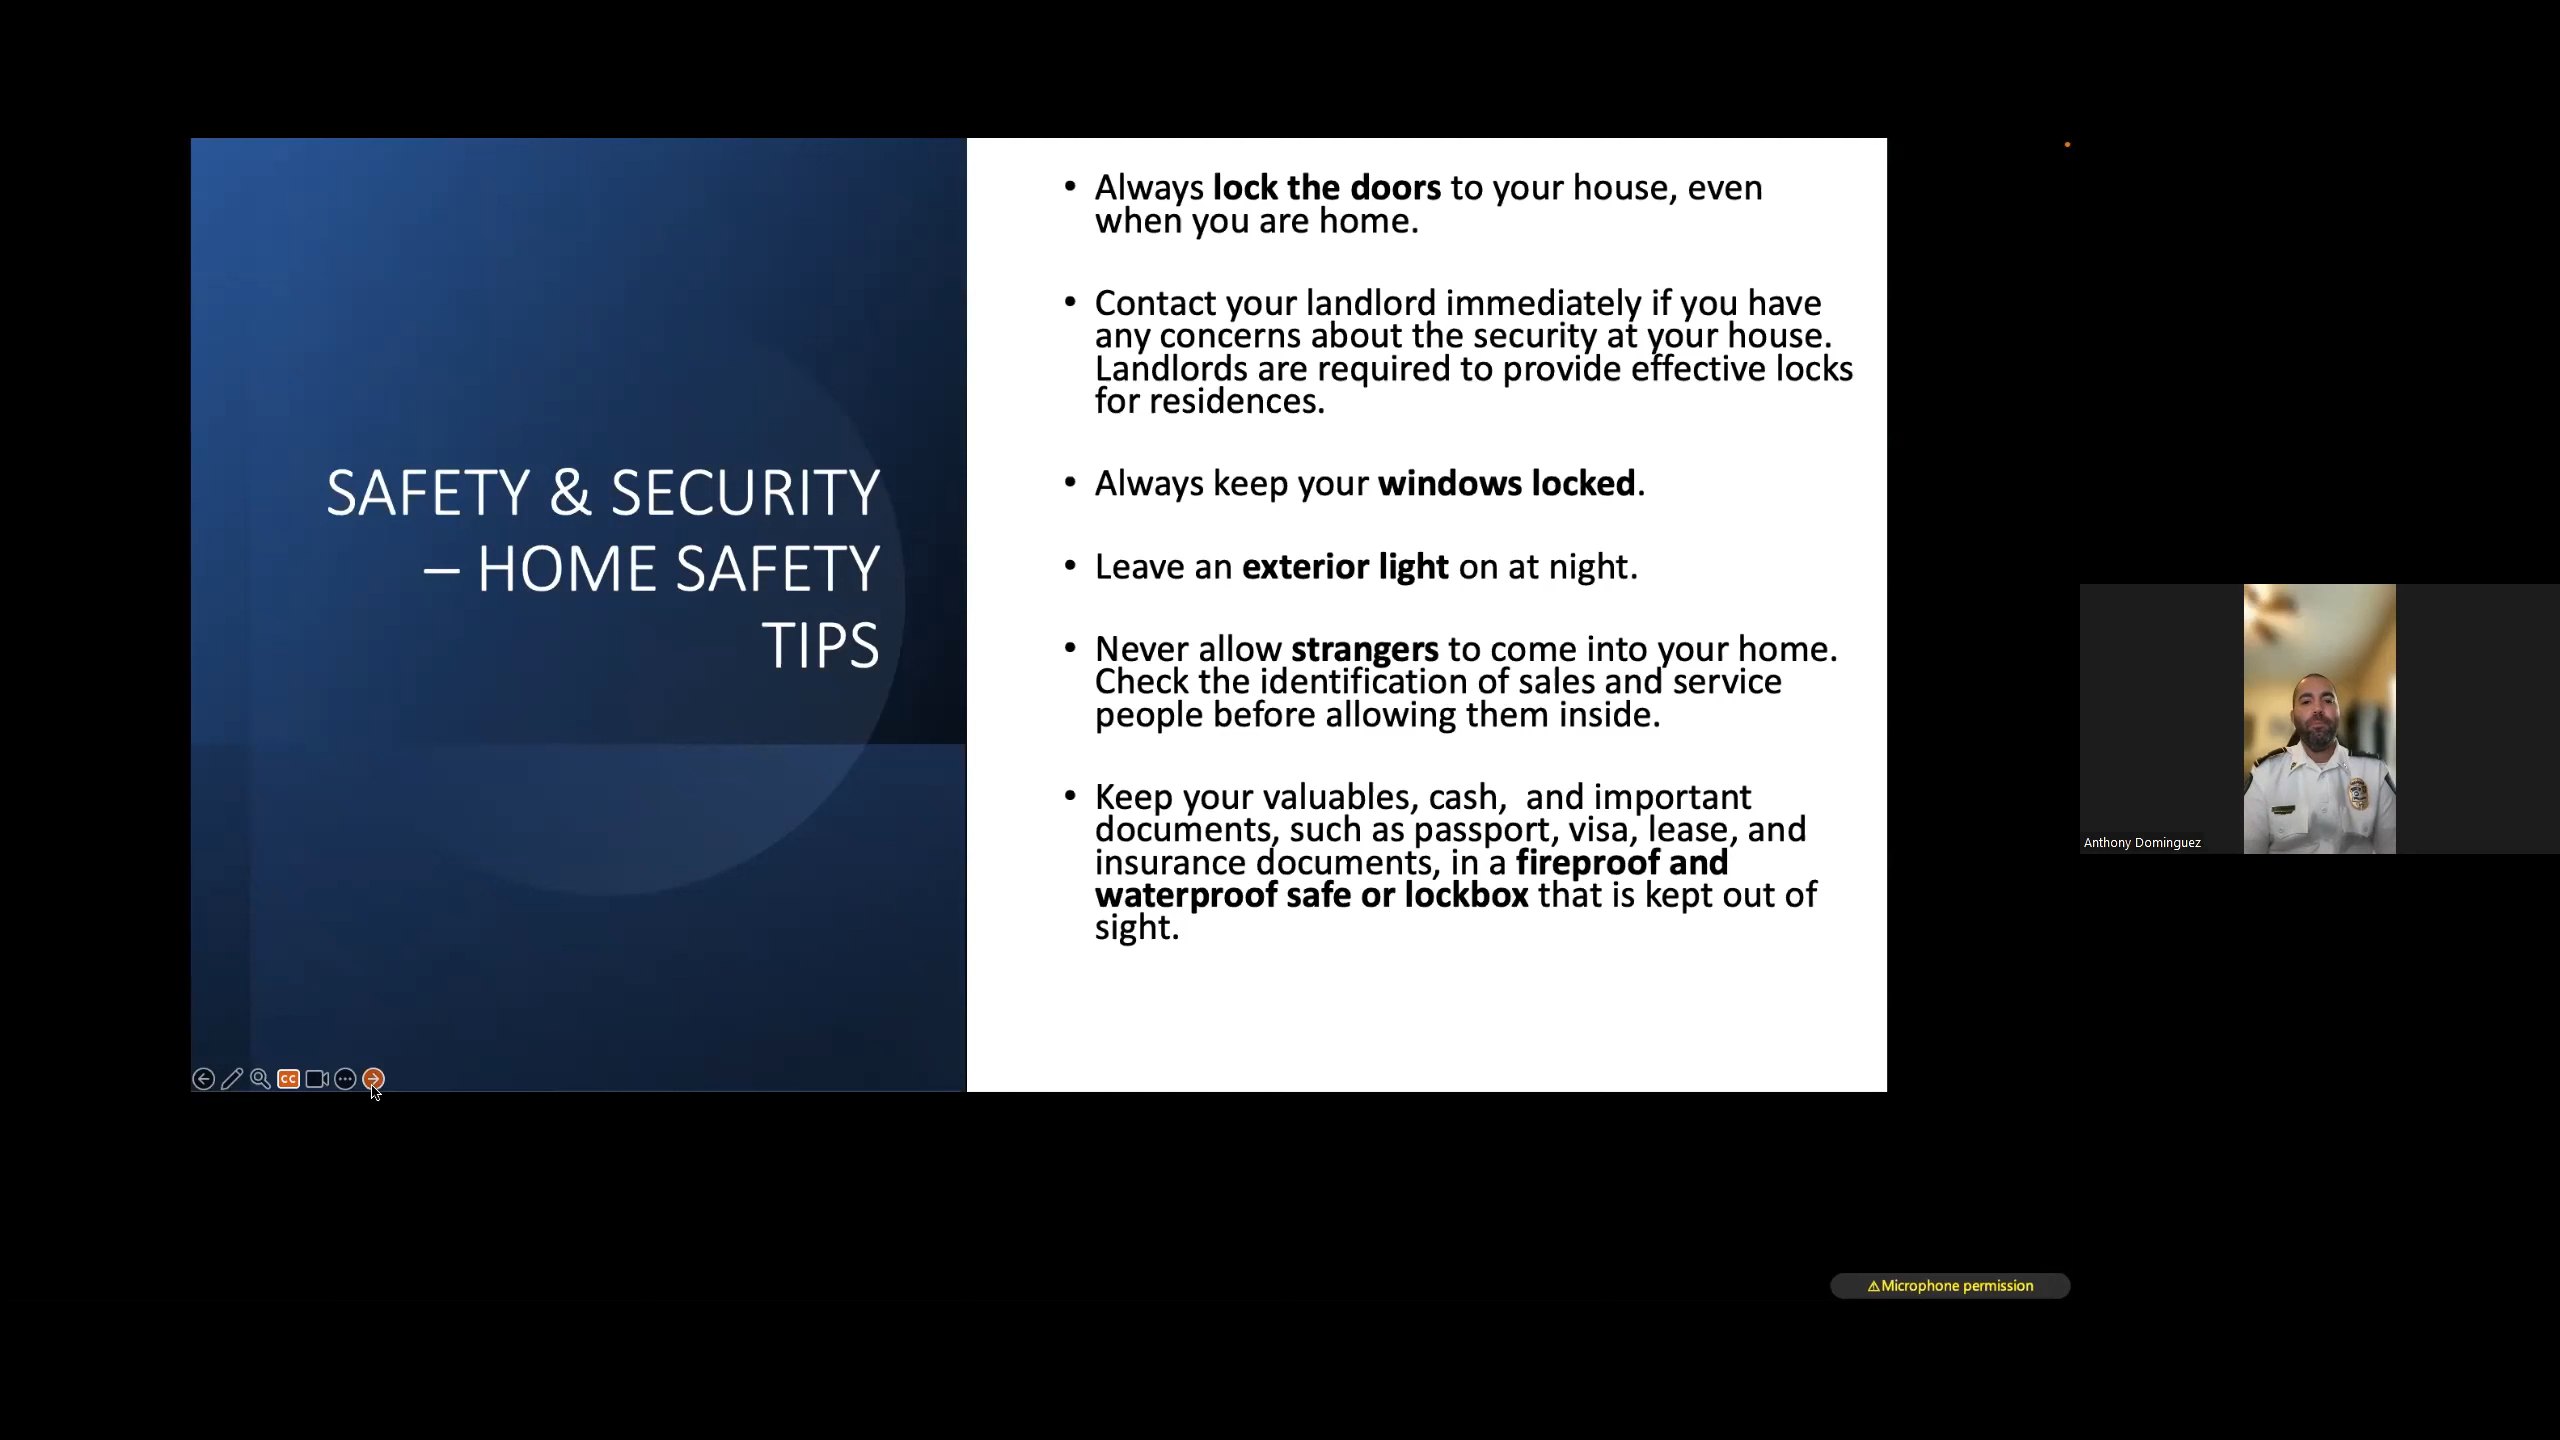 SAFETY & SECURITY
– HOME SAFETY
TIPS
• Always lock the doors to your house, even
when you are home.
• Contact your landlord immediately if you have
any concerns about the security at your house.
Landlords are required to provide effective locks
for residences.
• Always keep your windows locked.
• Leave an exterior light on at night.
• Never allow strangers to come into your home.
Check the identification of sales and service
people before allowing them inside.
• Keep your valuables, cash,  and important
documents, such as passport, visa, lease, and
insurance documents, in a fireproof and
waterproof safe or lockbox that is kept out of
sight.
CC
Anthony Dominguez
⚠Microphone permission